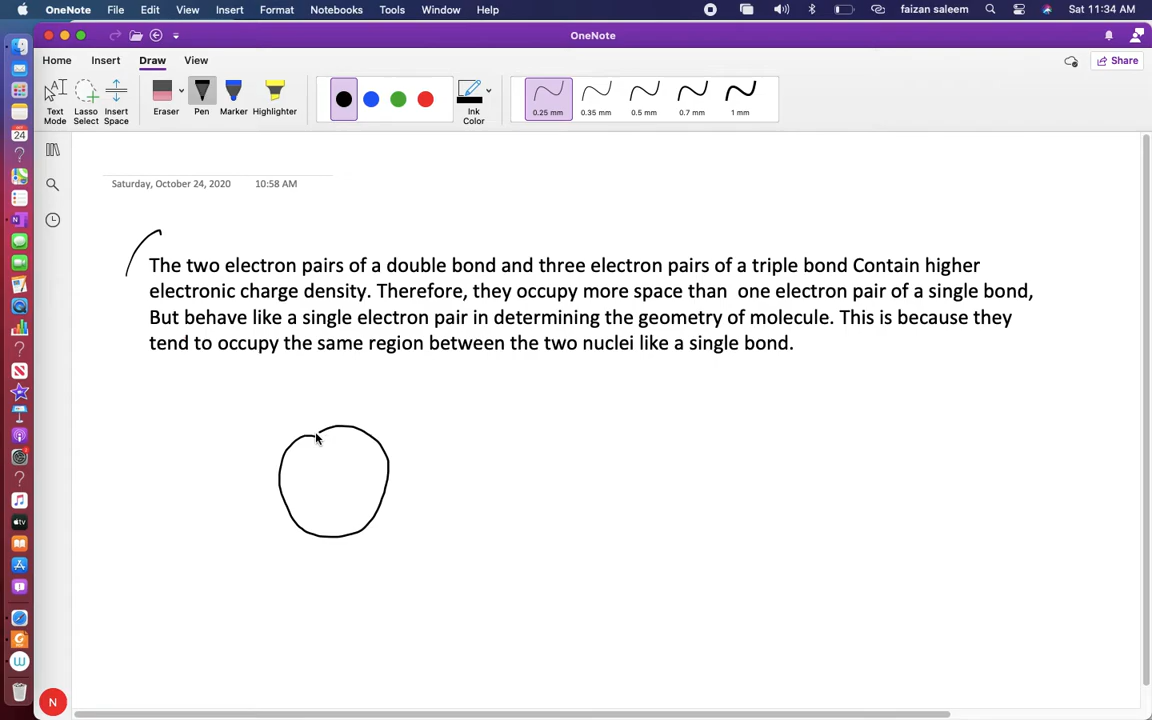 OneNote File Edit View Insert Format Notebooks Tools Window Help faizan saleem Sat 11:34 AM
OneNote
Home Insert Draw View Share
Text Mode
Lasso Select
Insert Space
Eraser
Pen
Marker
Highlighter
Ink Color
0.25 mm
0.35 mm
0.5 mm
0.7 mm
1 mm
24
Saturday, October 24, 2020 10:58 AM
The two electron pairs of a double bond and three electron pairs of a triple bond Contain higher
electronic charge density. Therefore, they occupy more space than one electron pair of a single bond,
But behave like a single electron pair in determining the geometry of molecule. This is because they
tend to occupy the same region between the two nuclei like a single bond.
N